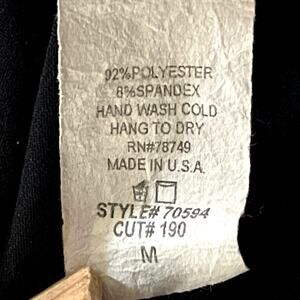 92%POLYESTER
8%SPANDEX
HAND WASH COLD
HANG TO DRY
RN#78749
MADE IN U.S.A.
STYLE# 70594
CUT# 190
M